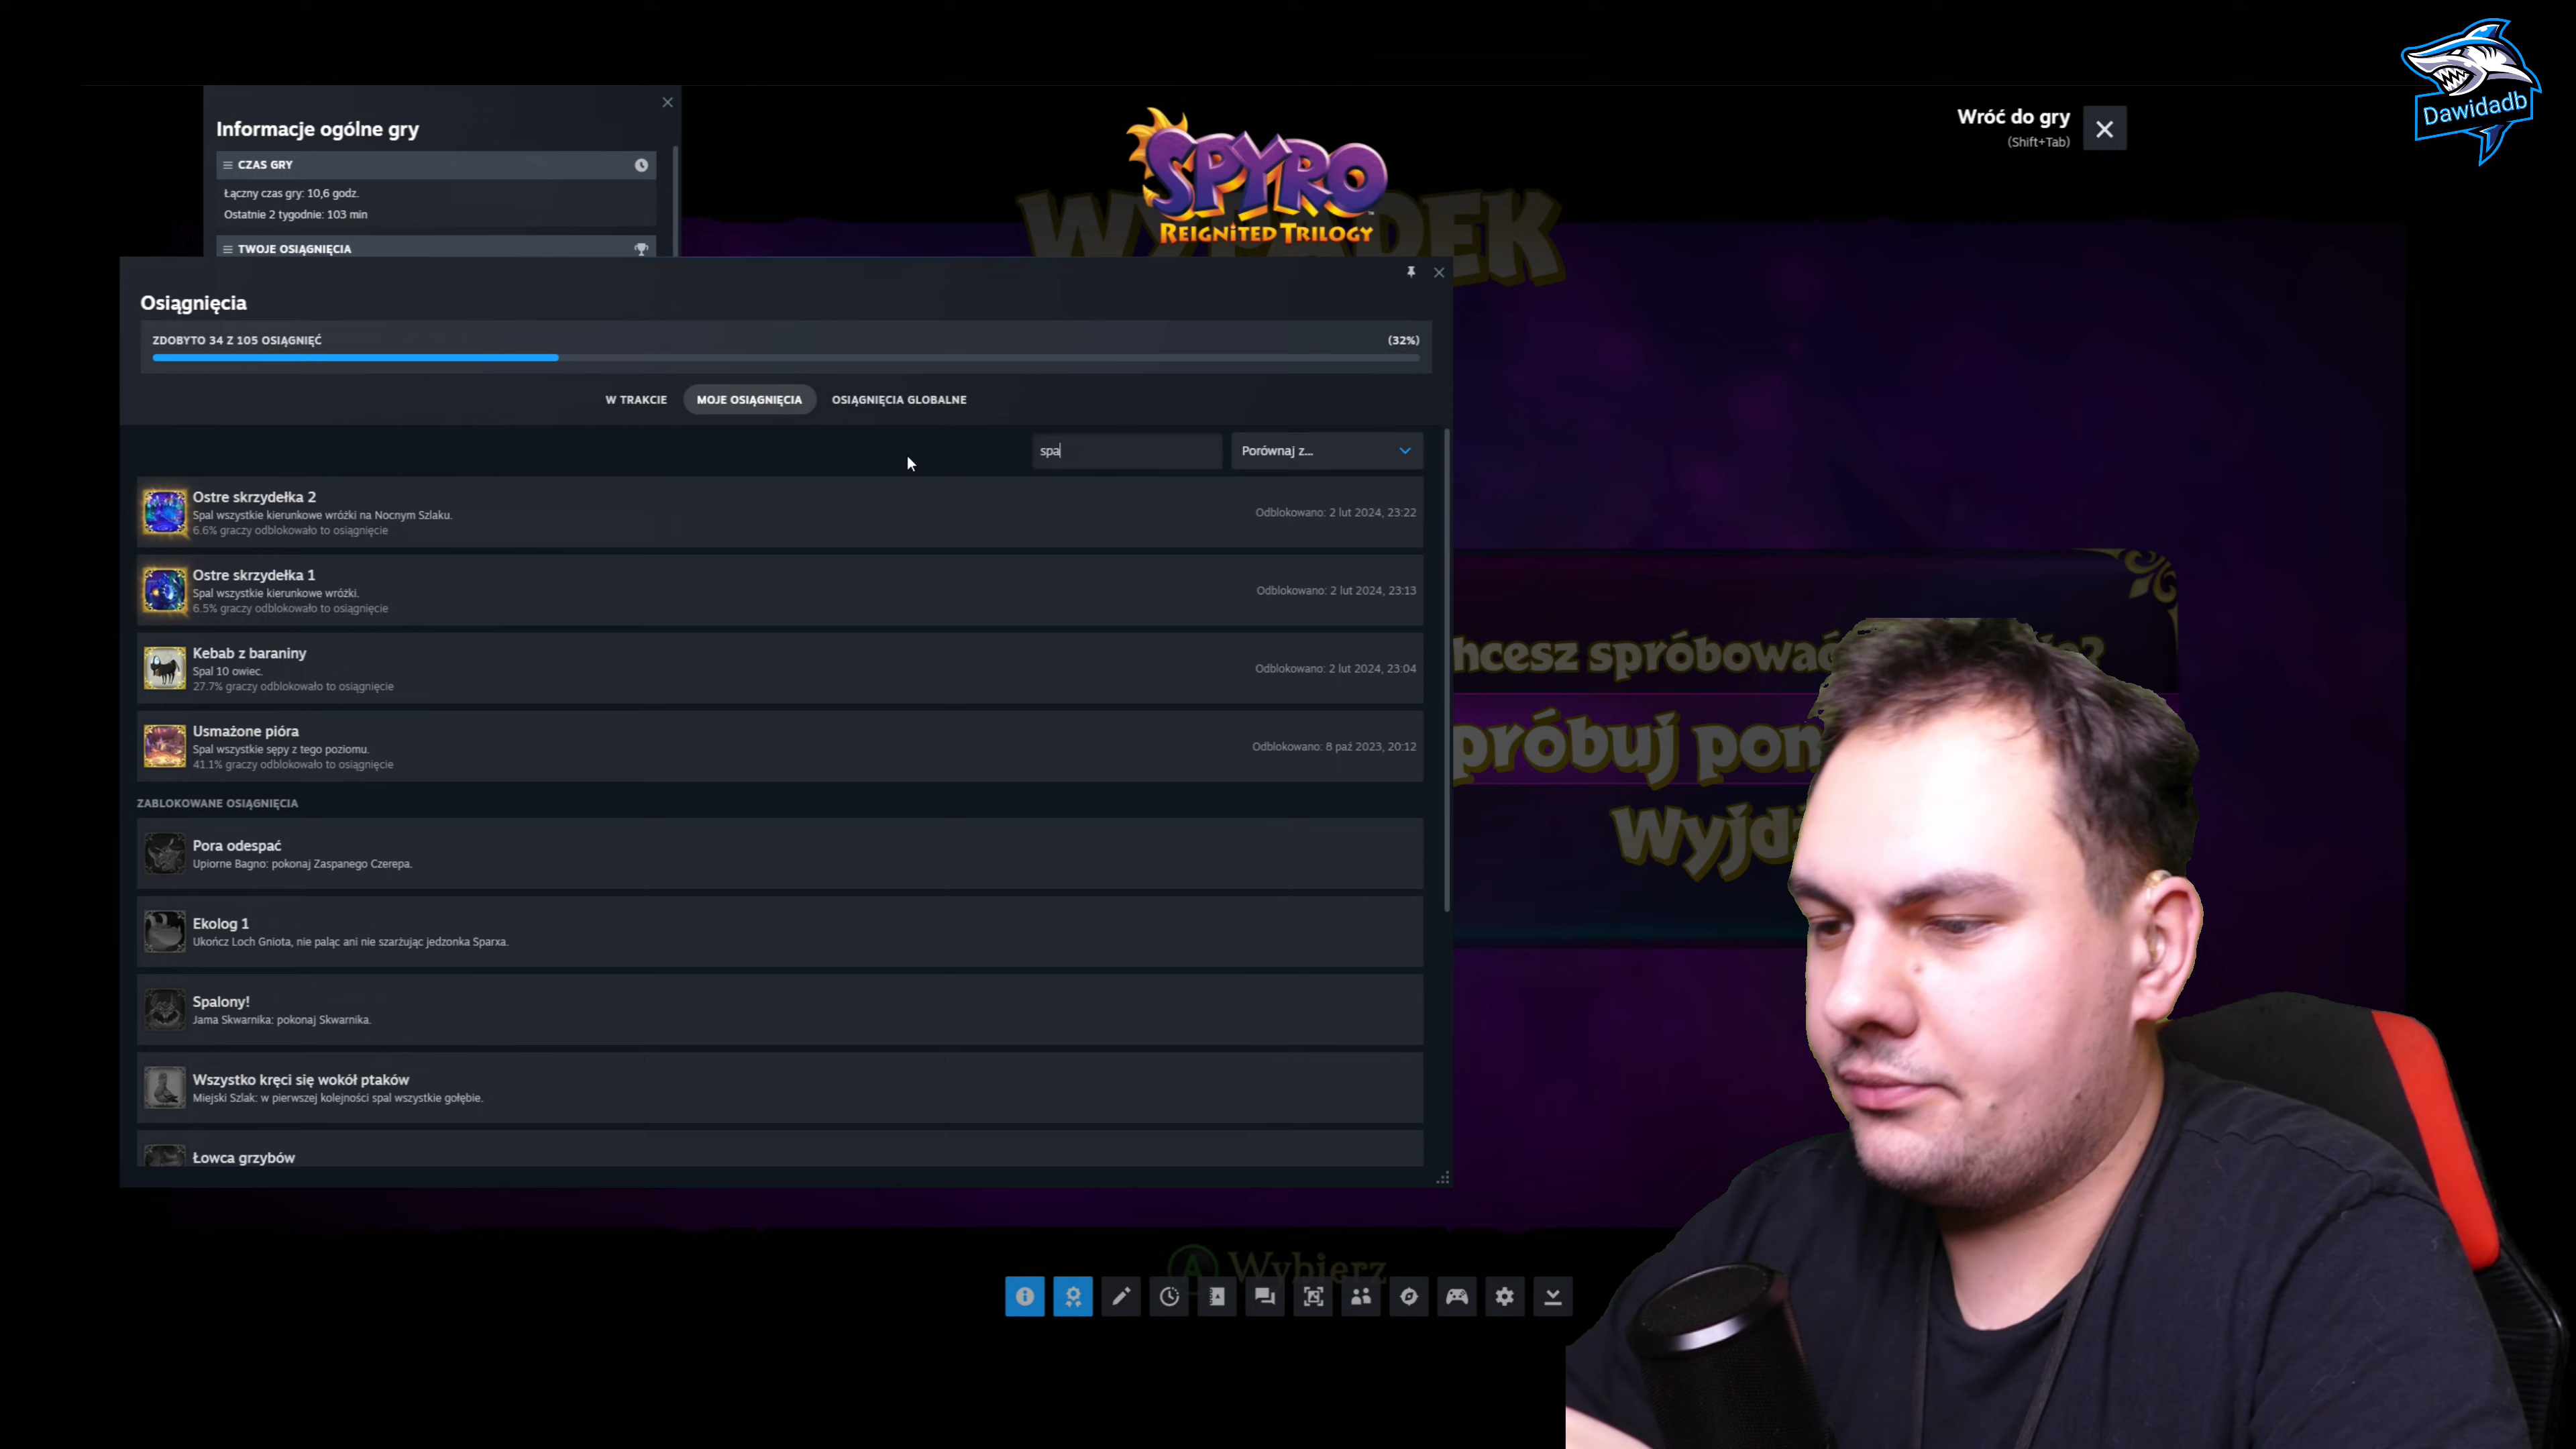 Dawidadb
Informacje ogólne gry
CZAS GRY
Łączny czas gry: 10,6 godz.
Ostatnie 2 tygodnie: 103 min
TWOJE OSIĄGNIĘCIA
SPYRO
REIGNITED TRILOGY
WYPADEK
Wróć do gry
(Shift+Tab)
Osiągnięcia
ZDOBYTO 34 Z 105 OSIĄGNIĘĆ
(32%)
W TRAKCIE
MOJE OSIĄGNIĘCIA
OSIĄGNIĘCIA GLOBALNE
spa
Porównaj z...
Ostre skrzydełka 2
Spal wszystkie kierunkowe wróżki na Nocnym Szlaku.
6.6% graczy odblokowało to osiągnięcie
Odblokowano: 2 lut 2024, 23:22
Ostre skrzydełka 1
Spal wszystkie kierunkowe wróżki.
6.5% graczy odblokowało to osiągnięcie
Odblokowano: 2 lut 2024, 23:13
Kebab z baraniny
Spal 10 owiec.
27.7% graczy odblokowało to osiągnięcie
Odblokowano: 2 lut 2024, 23:04
Usmażone pióra
Spal wszystkie sępy z tego poziomu.
41.1% graczy odblokowało to osiągnięcie
Odblokowano: 8 paź 2023, 20:12
ZABLOKOWANE OSIĄGNIĘCIA
Pora odespać
Upiorne Bagno: pokonaj Zaspanego Czerepa.
Ekolog 1
Ukończ Loch Gniota, nie paląc ani nie szarżując jedzonka Sparxa.
Spalony!
Jama Skwarnika: pokonaj Skwarnika.
Wszystko kręci się wokół ptaków
Miejski Szlak: w pierwszej kolejności spal wszystkie gołębie.
Łowca grzybów
hcesz spróbować
próbuj pon
Wyjd
A Wybierz